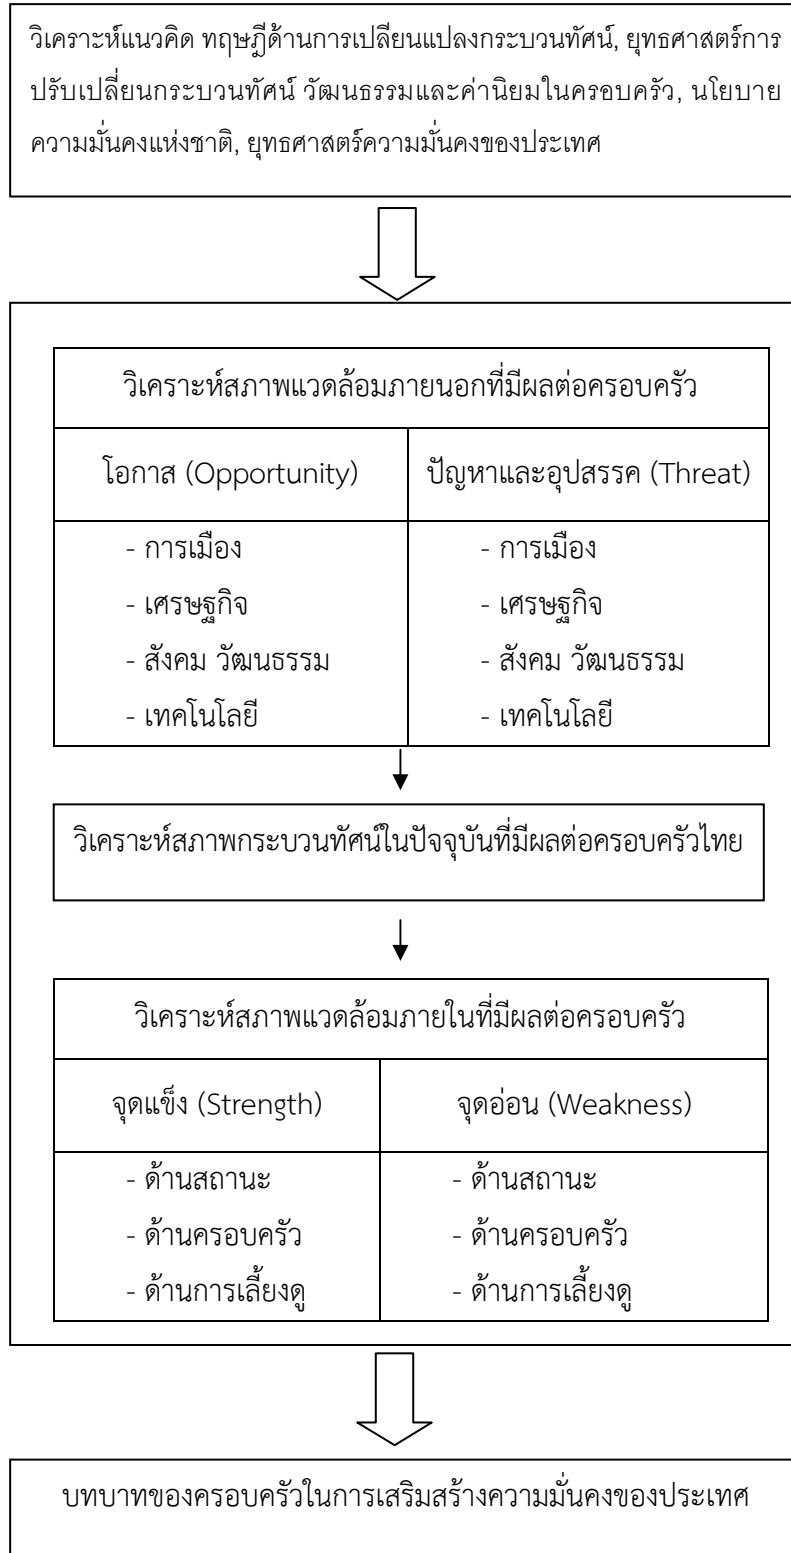 วิเคราะห์แนวคิด ทฤษฎีด้านการเปลี่ยนแปลงกระบวนทัศน์, ยุทธศาสตร์การ
ปรับเปลี่ยนกระบวนทัศน์ วัฒนธรรมและค่านิยมในครอบครัว, นโยบาย
ความมั่นคงแห่งชาติ, ยุทธศาสตร์ความมั่นคงของประเทศ
วิเคราะห์สภาพแวดล้อมภายนอกที่มีผลต่อครอบครัว
โอกาส (Opportunity)
- การเมือง
- เศรษฐกิจ
- สังคม วัฒนธรรม
- เทคโนโลยี
ปัญหาและอุปสรรค (Threat)
- การเมือง
- เศรษฐกิจ
- สังคม วัฒนธรรม
- เทคโนโลยี
วิเคราะห์สภาพกระบวนทัศน์ในปัจจุบันที่มีผลต่อครอบครัวไทย
วิเคราะห์สภาพแวดล้อมภายในที่มีผลต่อครอบครัว
จุดแข็ง (Strength)
- ด้านสถานะ
- ด้านครอบครัว
- ด้านการเลี้ยงดู
จุดอ่อน (Weakness)
- ด้านสถานะ
- ด้านครอบครัว
- ด้านการเลี้ยงดู
บทบาทของครอบครัวในการเสริมสร้างความมั่นคงของประเทศ